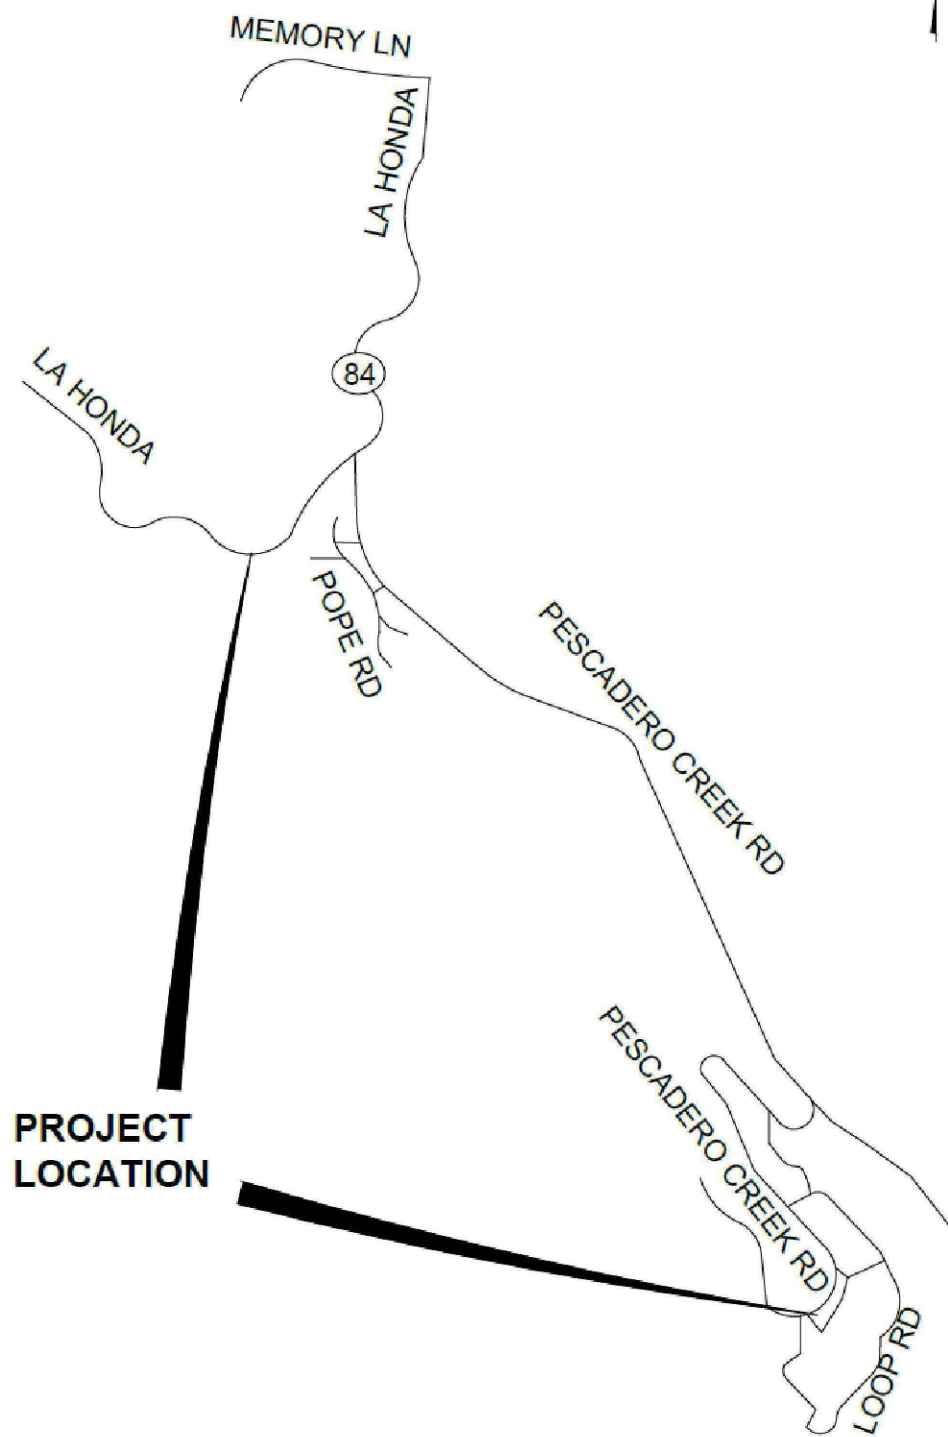 MEMORY LN
LA HONDA
84
LA HONDA
POPE RD
PESCADERO CREEK RD
PESCADERO CREEK RD
PROJECT
LOCATION
LOOP RD